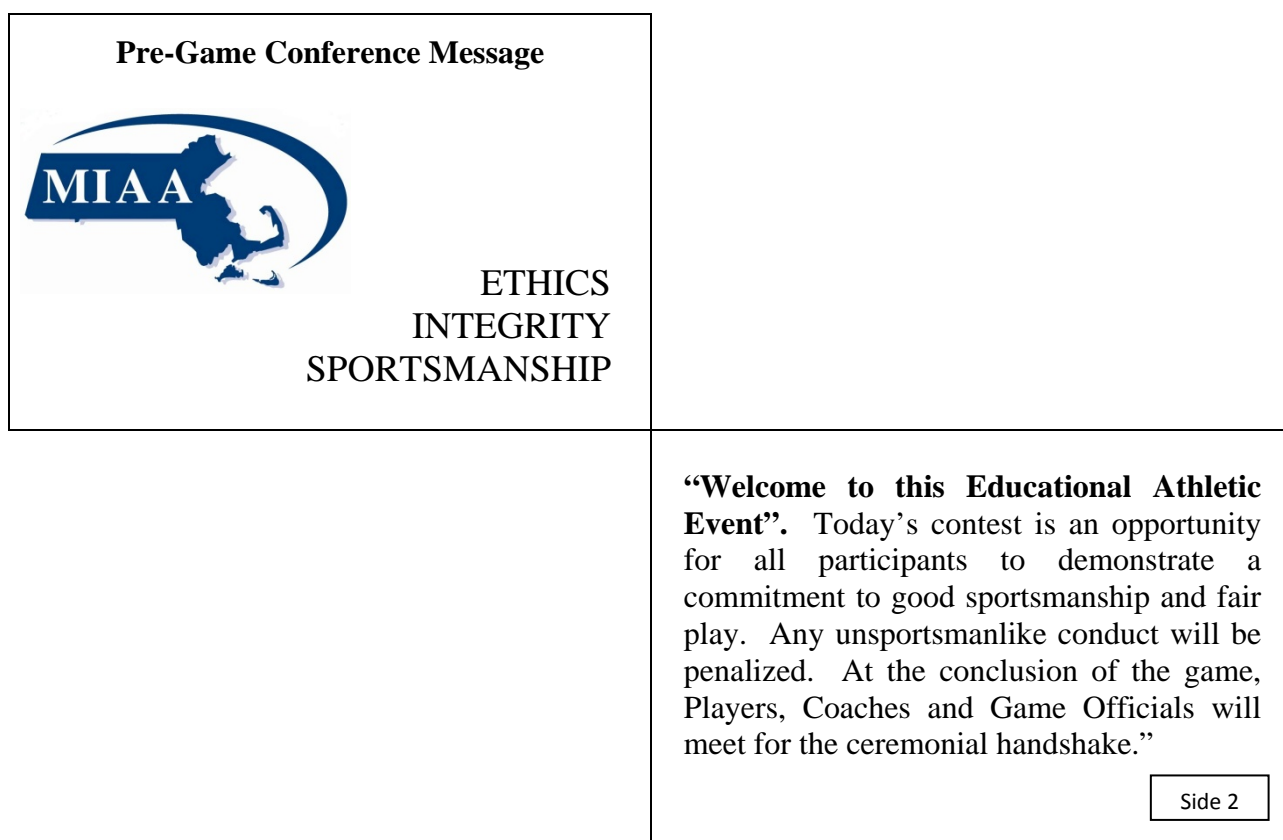 Pre-Game Conference Message
MIAA
ETHICS
INTEGRITY
SPORTSMANSHIP
“Welcome to this Educational Athletic
Event”. Today’s contest is an opportunity
for all participants to demonstrate a
commitment to good sportsmanship and fair
play. Any unsportsmanlike conduct will be
penalized. At the conclusion of the game,
Players, Coaches and Game Officials will
meet for the ceremonial handshake.”
Side 2